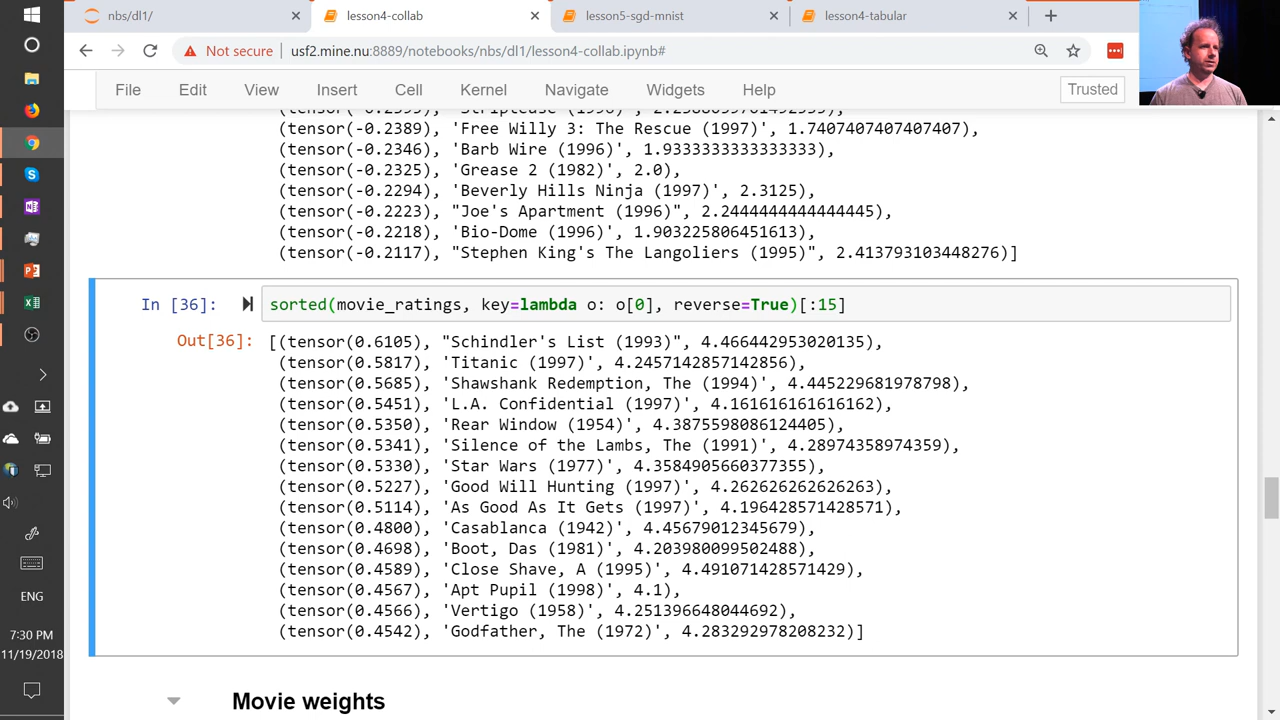 nbs/dl1/
lesson4-collab
lesson5-sgd-mnist
lesson4-tabular
Not secure
usf2.mine.nu:8889/notebooks/nbs/dl1/lesson4-collab.ipynb#
File Edit View Insert Cell Kernel Navigate Widgets Help Trusted
(tensor(-0.2389), 'Free Willy 3: The Rescue (1997)', 1.7407407407407407),
(tensor(-0.2346), 'Barb Wire (1996)', 1.9333333333333333),
(tensor(-0.2325), 'Grease 2 (1982)', 2.0),
(tensor(-0.2294), 'Beverly Hills Ninja (1997)', 2.3125),
(tensor(-0.2223), "Joe's Apartment (1996)", 2.2444444444444445),
(tensor(-0.2218), 'Bio-Dome (1996)', 1.903225806451613),
(tensor(-0.2117), "Stephen King's The Langoliers (1995)", 2.413793103448276)]
In [36]: sorted(movie_ratings, key=lambda o: o[0], reverse=True)[:15]
Out[36]: [(tensor(0.6105), "Schindler's List (1993)", 4.466442953020135),
(tensor(0.5817), 'Titanic (1997)', 4.2457142857142856),
(tensor(0.5685), 'Shawshank Redemption, The (1994)', 4.445229681978798),
(tensor(0.5451), 'L.A. Confidential (1997)', 4.161616161616162),
(tensor(0.5350), 'Rear Window (1954)', 4.3875598086124405),
(tensor(0.5341), 'Silence of the Lambs, The (1991)', 4.28974358974359),
(tensor(0.5330), 'Star Wars (1977)', 4.3584905660377355),
(tensor(0.5227), 'Good Will Hunting (1997)', 4.262626262626263),
(tensor(0.5114), 'As Good As It Gets (1997)', 4.196428571428571),
(tensor(0.4800), 'Casablanca (1942)', 4.45679012345679),
(tensor(0.4698), 'Boot, Das (1981)', 4.203980099502488),
(tensor(0.4589), 'Close Shave, A (1995)', 4.491071428571429),
(tensor(0.4567), 'Apt Pupil (1998)', 4.1),
(tensor(0.4566), 'Vertigo (1958)', 4.251396648044692),
(tensor(0.4542), 'Godfather, The (1972)', 4.283292978208232)]
Movie weights
ENG
7:30 PM
11/19/2018